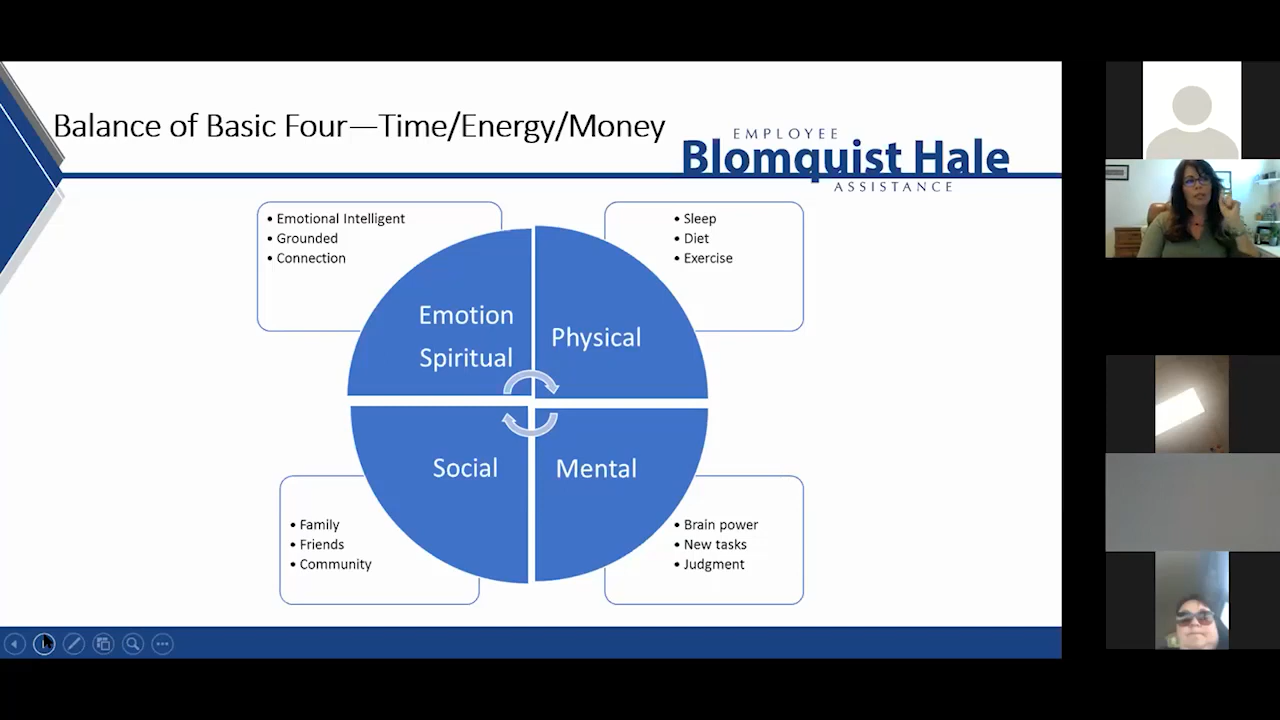 Balance of Basic Four—Time/Energy/Money
EMPLOYEE
Blomquist Hale
ASSISTANCE
• Emotional Intelligent
• Grounded
• Connection
• Sleep
• Diet
• Exercise
Emotion
Spiritual
Physical
Social
Mental
• Family
• Friends
• Community
• Brain power
• New tasks
• Judgment